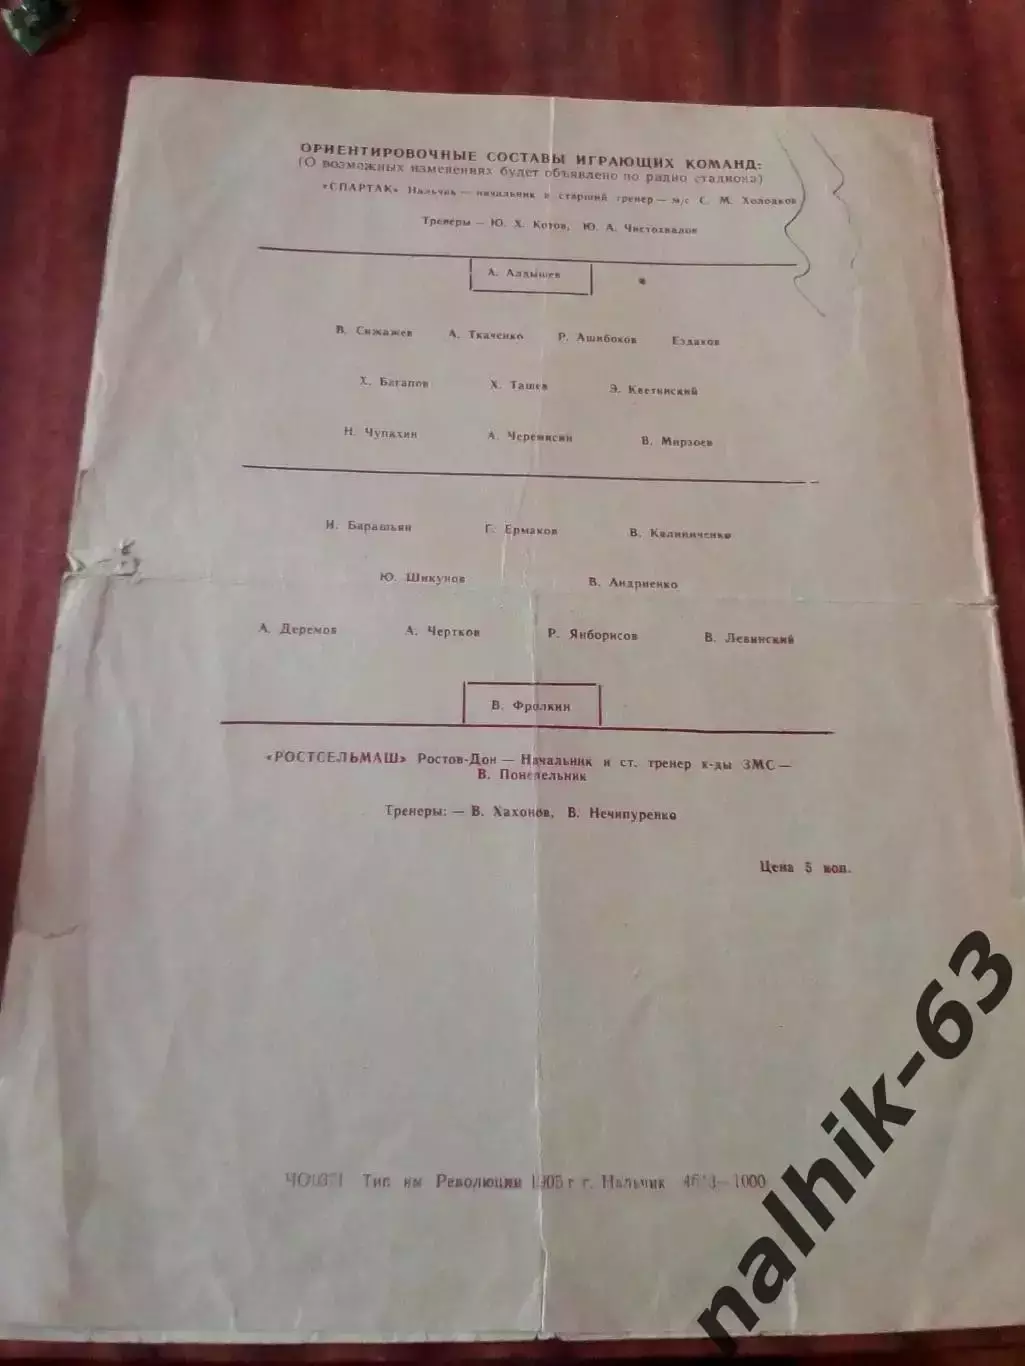 ОРИЕНТИРОВОЧНЫЕ СОСТАВЫ ИГРАЮЩИХ КОМАНД:
(О возможных изменениях будет объявлено по радио стадиона)
«СПАРТАК» Нальчик — начальник и старший тренер — м/с С. М. Холодков
Тренеры — Ю. Х. Котов, Ю. А. Чистохвалов
А. Алдышев
В. Сижажев А. Ткаченко Р. Ашибоков Ездаков
Х. Багапов Х. Ташев Э. Кветинский
Н. Чупахин А. Черемисин В. Мирзоев
И. Барашьян Г. Ермаков В. Калиниченко
Ю. Шикунов В. Андриенко
А. Деремов А. Чертков Р. Янборисов В. Левинский
В. Фролкин
«РОСТСЕЛЬМАШ» Ростов-Дон — Начальник и ст. тренер к-ды ЗМС —
В. Понедельник
Тренеры: — В. Хахонов, В. Нечипуренко
Цена 5 коп.
Тип им Революции 1905 г г. Нальчик 1000
nalhik-63